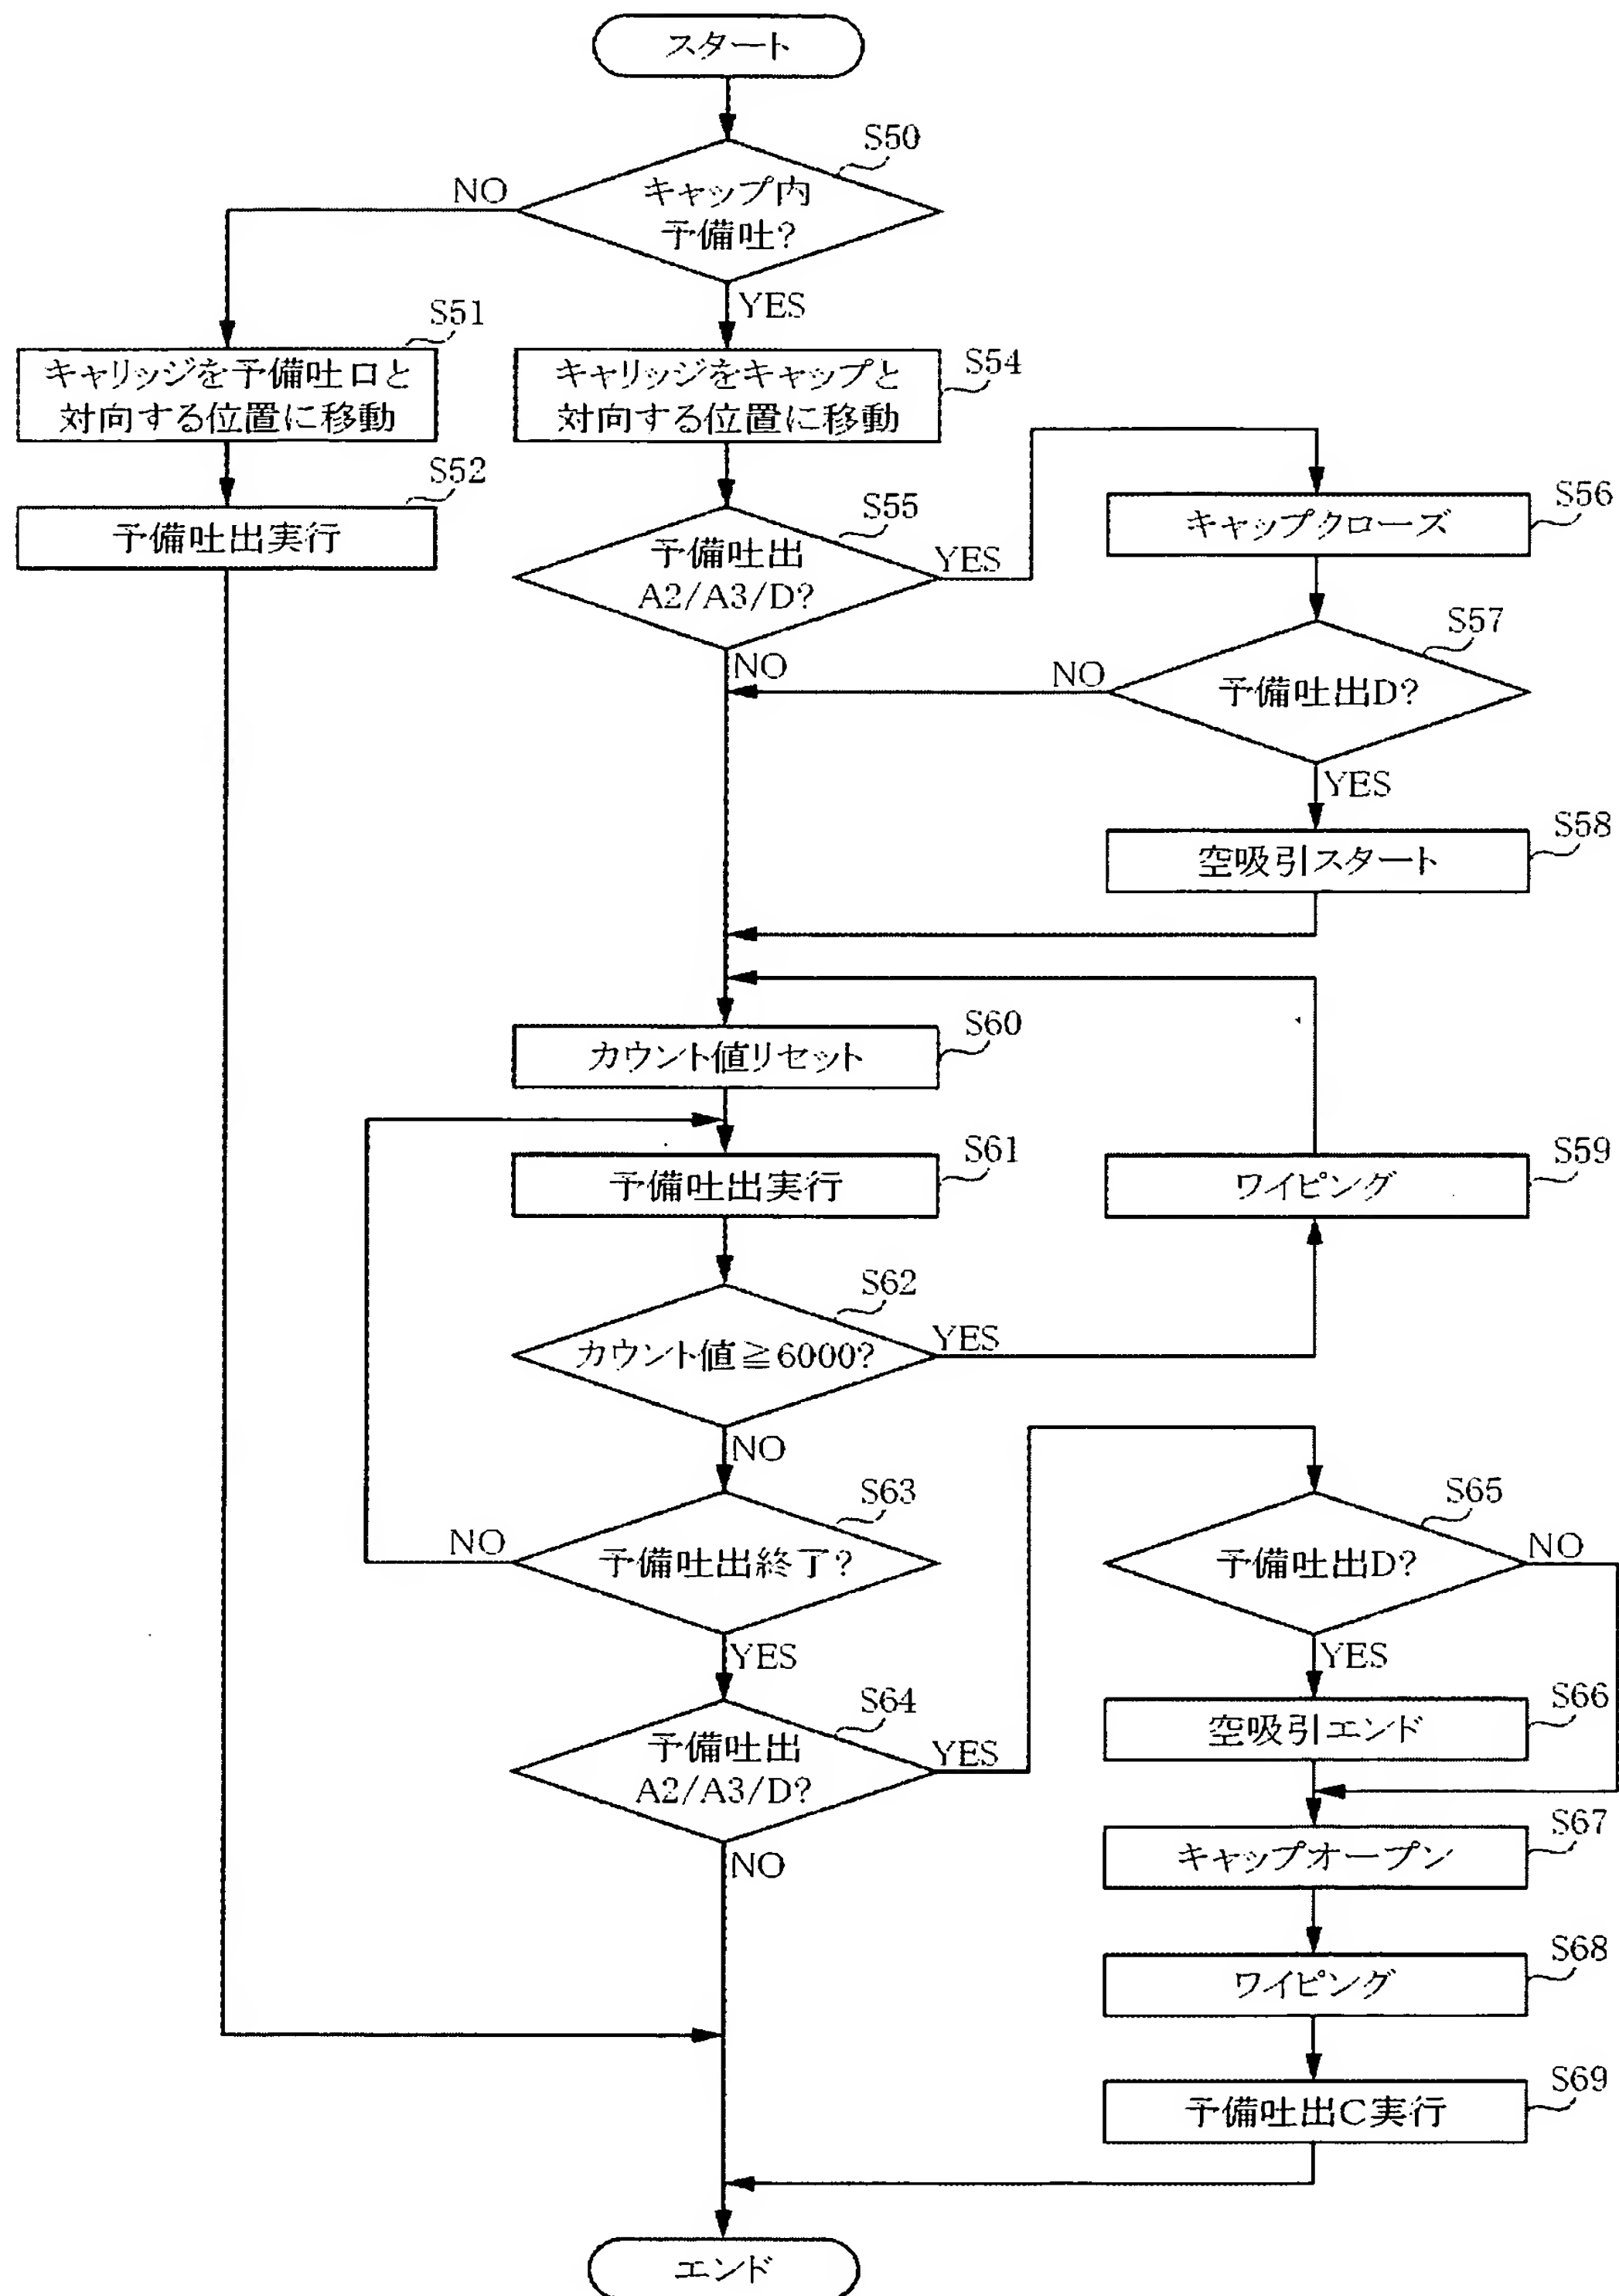 スタート
S50
キャップ内
予備吐?
NO
YES
S51
キャリッジを予備吐口と
対向する位置に移動
S54
キャリッジをキャップと
対向する位置に移動
S52
予備吐出実行
S55
予備吐出
A2/A3/D?
YES
NO
S56
キャップクローズ
S57
予備吐出D?
NO
YES
S58
空吸引スタート
S60
カウント値リセット
S61
予備吐出実行
S59
ワイピング
S62
カウント値≧6000?
YES
NO
S63
予備吐出終了?
NO
YES
S65
予備吐出D?
NO
YES
S64
予備吐出
A2/A3/D?
YES
NO
S66
空吸引エンド
S67
キャップオープン
S68
ワイピング
S69
予備吐出C実行
エンド